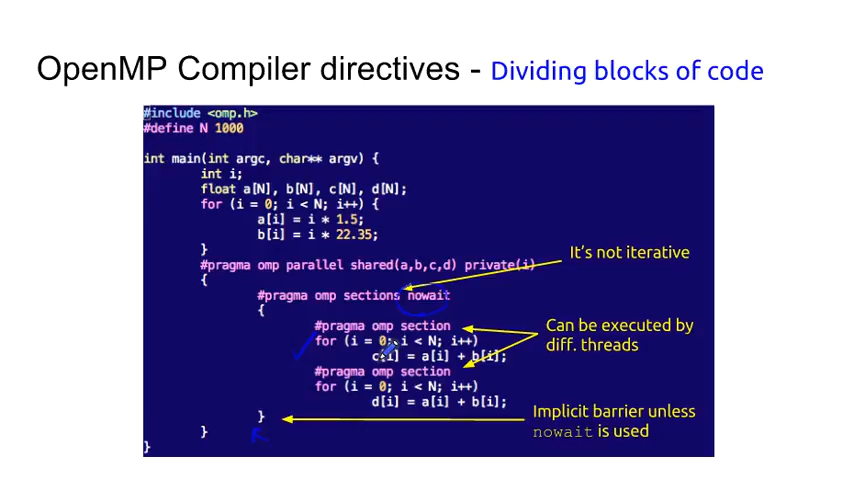 OpenMP Compiler directives - Dividing blocks of code
#include <omp.h>
#define N 1000
int main(int argc, char** argv) {
int i;
float a[N], b[N], c[N], d[N];
for (i = 0; i < N; i++) {
a[i] = i * 1.5;
b[i] = i * 22.35;
}
#pragma omp parallel shared(a,b,c,d) private(i)
{
#pragma omp sections nowait
{
#pragma omp section
for (i = 0; i < N; i++)
c[i] = a[i] + b[i];
#pragma omp section
for (i = 0; i < N; i++)
d[i] = a[i] + b[i];
}
}
}
It's not iterative
Can be executed by
diff. threads
Implicit barrier unless
nowait is used